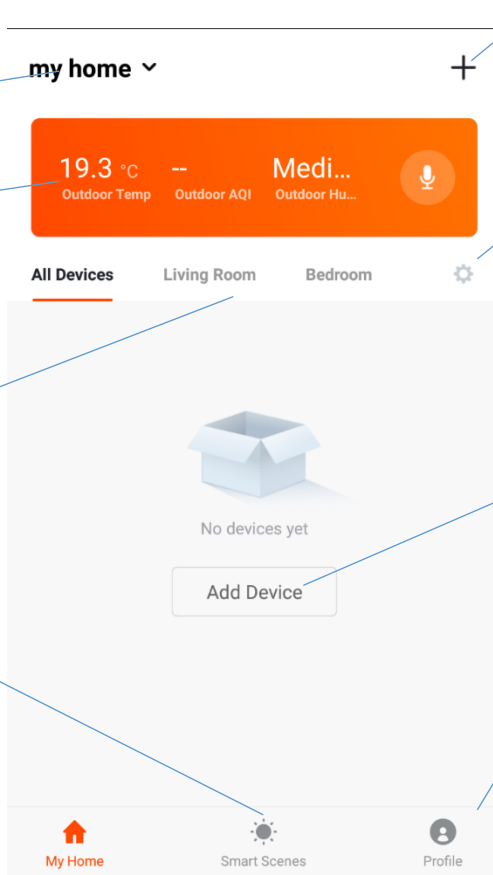 my home
19.3 °C -- Medi...
Outdoor Temp Outdoor AQI Outdoor Hu...
All Devices Living Room Bedroom
No devices yet
Add Device
My Home Smart Scenes Profile